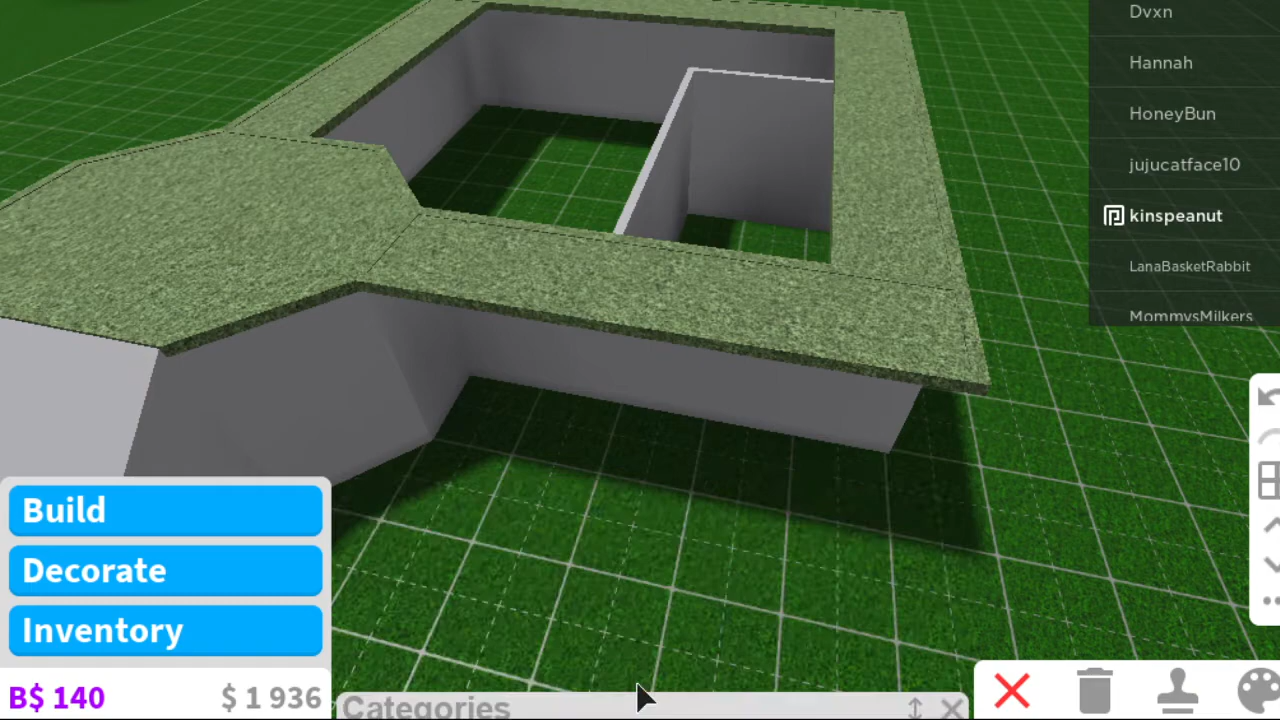 Dvxn
Hannah
HoneyBun
jujucatface10
kinspeanut
LanaBasketRabbit
MommysMilkers
Build
Decorate
Inventory
B$ 140
$ 1 936
Categories